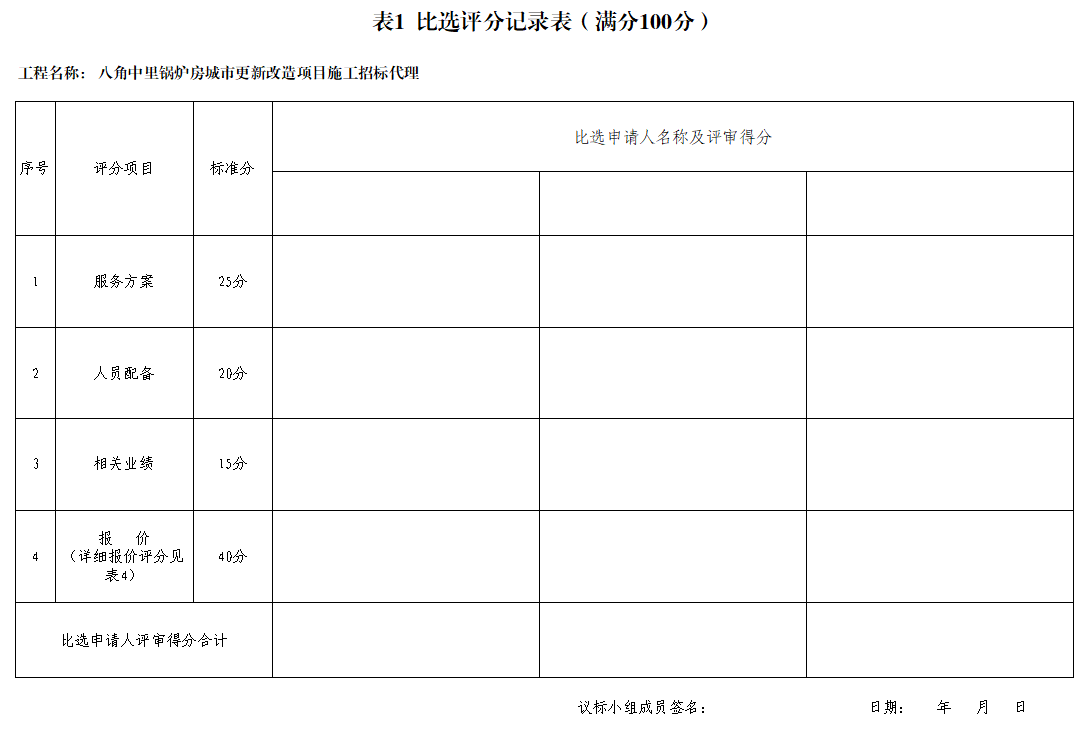 表1 比选评分记录表（满分100分）
工程名称： 八角中里锅炉房城市更新改造项目施工招标代理
序号 评分项目 标准分 比选申请人名称及评审得分
1 服务方案 25分
2 人员配备 20分
3 相关业绩 15分
4 报 价
（详细报价评分见
表4） 40分
比选申请人评审得分合计
议标小组成员签名： 日期： 年 月 日